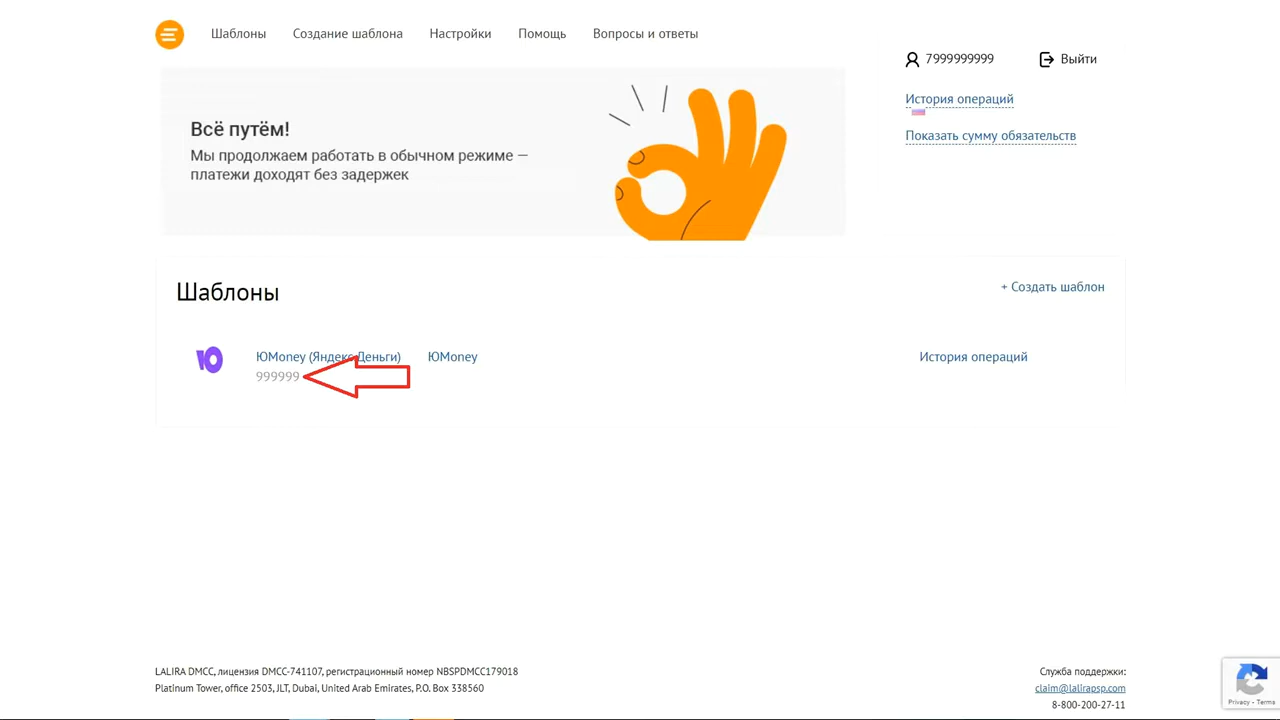 Шаблоны Создание шаблона Настройки Помощь Вопросы и ответы
7999999999 Выйти
История операций
Показать сумму обязательств
Всё путём!
Мы продолжаем работать в обычном режиме —
платежи доходят без задержек
Шаблоны
+ Создать шаблон
Ю
ЮMoney (Яндекс.Деньги) ЮMoney История операций
999999
LALIRA DMCC, лицензия DMCC-741107, регистрационный номер NBSPDMCC179018
Platinum Tower, office 2503, JLT, Dubai, United Arab Emirates, P.O. Box 338560
Служба поддержки:
claim@lalirapsp.com
8-800-200-27-11
Privacy - Terms